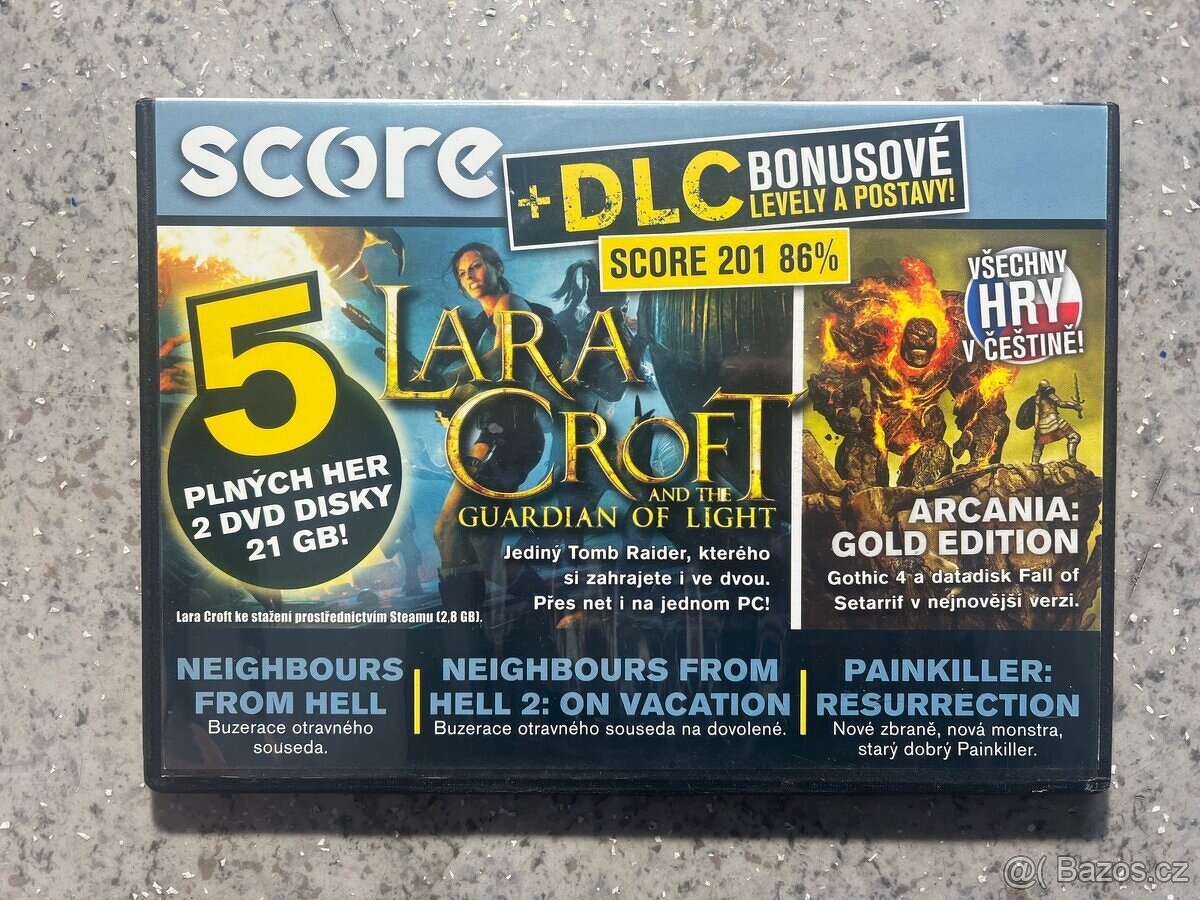 score
+DLC BONUSOVÉ
LEVELY A POSTAVY!
SCORE 201 86%
5
PLNÝCH HER
2 DVD DISKY
21 GB!
LARA
CROFT
AND THE
GUARDIAN OF LIGHT
Jediný Tomb Raider, kterého
si zahrajete i ve dvou.
Přes net i na jednom PC!
Lara Croft ke stažení prostřednictvím Steamu (2,8 GB).
VŠECHNY
HRY
V ČEŠTINĚ!
ARCANIA:
GOLD EDITION
Gothic 4 a datadisk Fall of
Setarrif v nejnovější verzi.
NEIGHBOURS
FROM HELL
Buzerace otravného
souseda.
NEIGHBOURS FROM
HELL 2: ON VACATION
Buzerace otravného souseda na dovolené.
PAINKILLER:
RESURRECTION
Nové zbraně, nová monstra,
starý dobrý Painkiller.
@( Bazos.cz